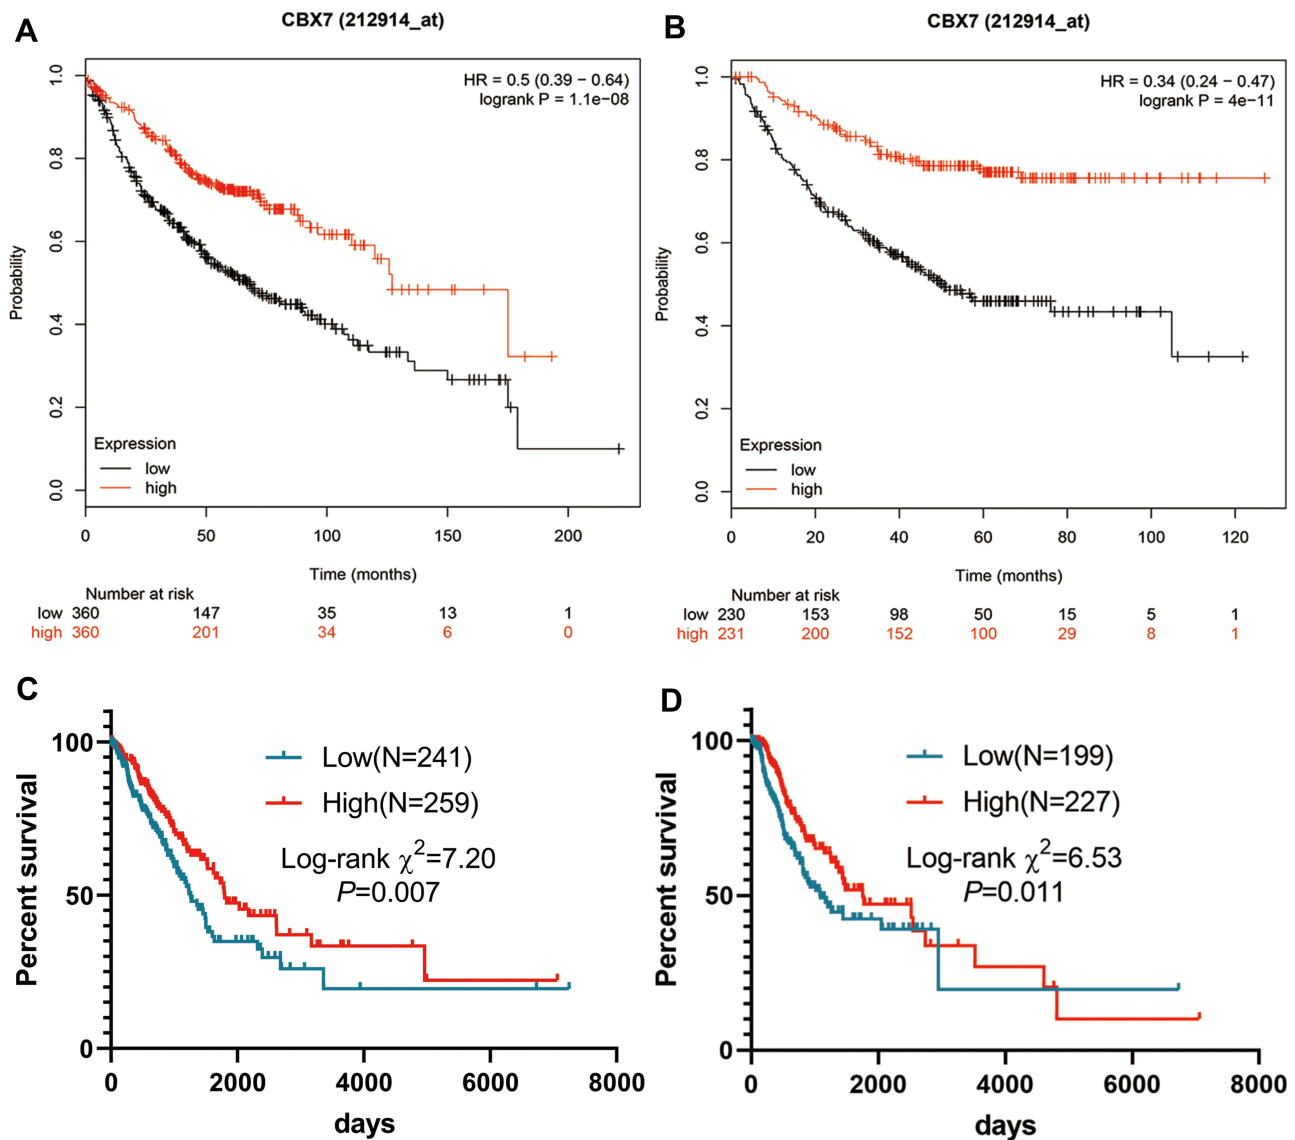 A
CBX7 (212914_at)
HR = 0.5 (0.39 − 0.64)
logrank P = 1.1e−08
Probability
1.0
0.8
0.6
0.4
0.2
0.0
Expression
low
high
0 50 100 150 200
Time (months)
Number at risk
low 360 147 35 13 1
high 360 201 34 6 0
B
CBX7 (212914_at)
HR = 0.34 (0.24 − 0.47)
logrank P = 4e−11
Probability
1.0
0.8
0.6
0.4
0.2
0.0
Expression
low
high
0 20 40 60 80 100 120
Time (months)
Number at risk
low 230 153 98 50 15 5 1
high 231 200 152 100 29 8 1
C
Percent survival
100
50
0
Low(N=241)
High(N=259)
Log-rank χ²=7.20
P=0.007
0 2000 4000 6000 8000
days
D
Percent survival
100
50
0
Low(N=199)
High(N=227)
Log-rank χ²=6.53
P=0.011
0 2000 4000 6000 8000
days